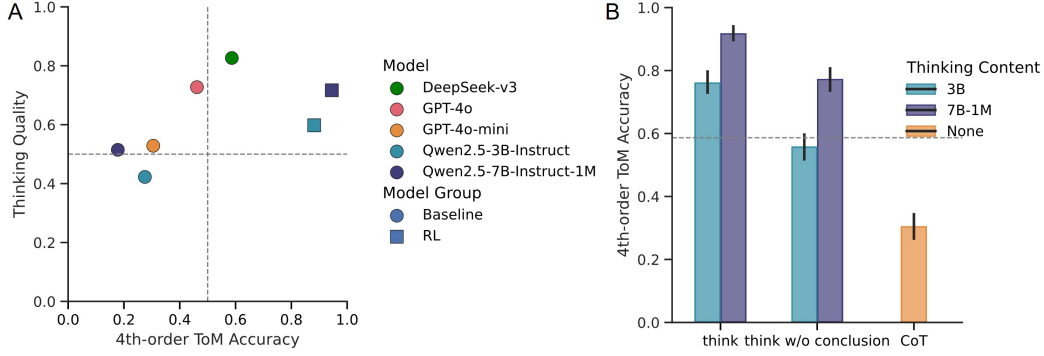 A
1.0
0.8
0.6
0.4
0.2
0.0
Thinking Quality
0.0 0.2 0.4 0.6 0.8 1.0
4th-order ToM Accuracy
Model
DeepSeek-v3
GPT-4o
GPT-4o-mini
Qwen2.5-3B-Instruct
Qwen2.5-7B-Instruct-1M
Model Group
Baseline
RL
B
1.0
0.8
0.6
0.4
0.2
0.0
4th-order ToM Accuracy
think think w/o conclusion CoT
Thinking Content
3B
7B-1M
None